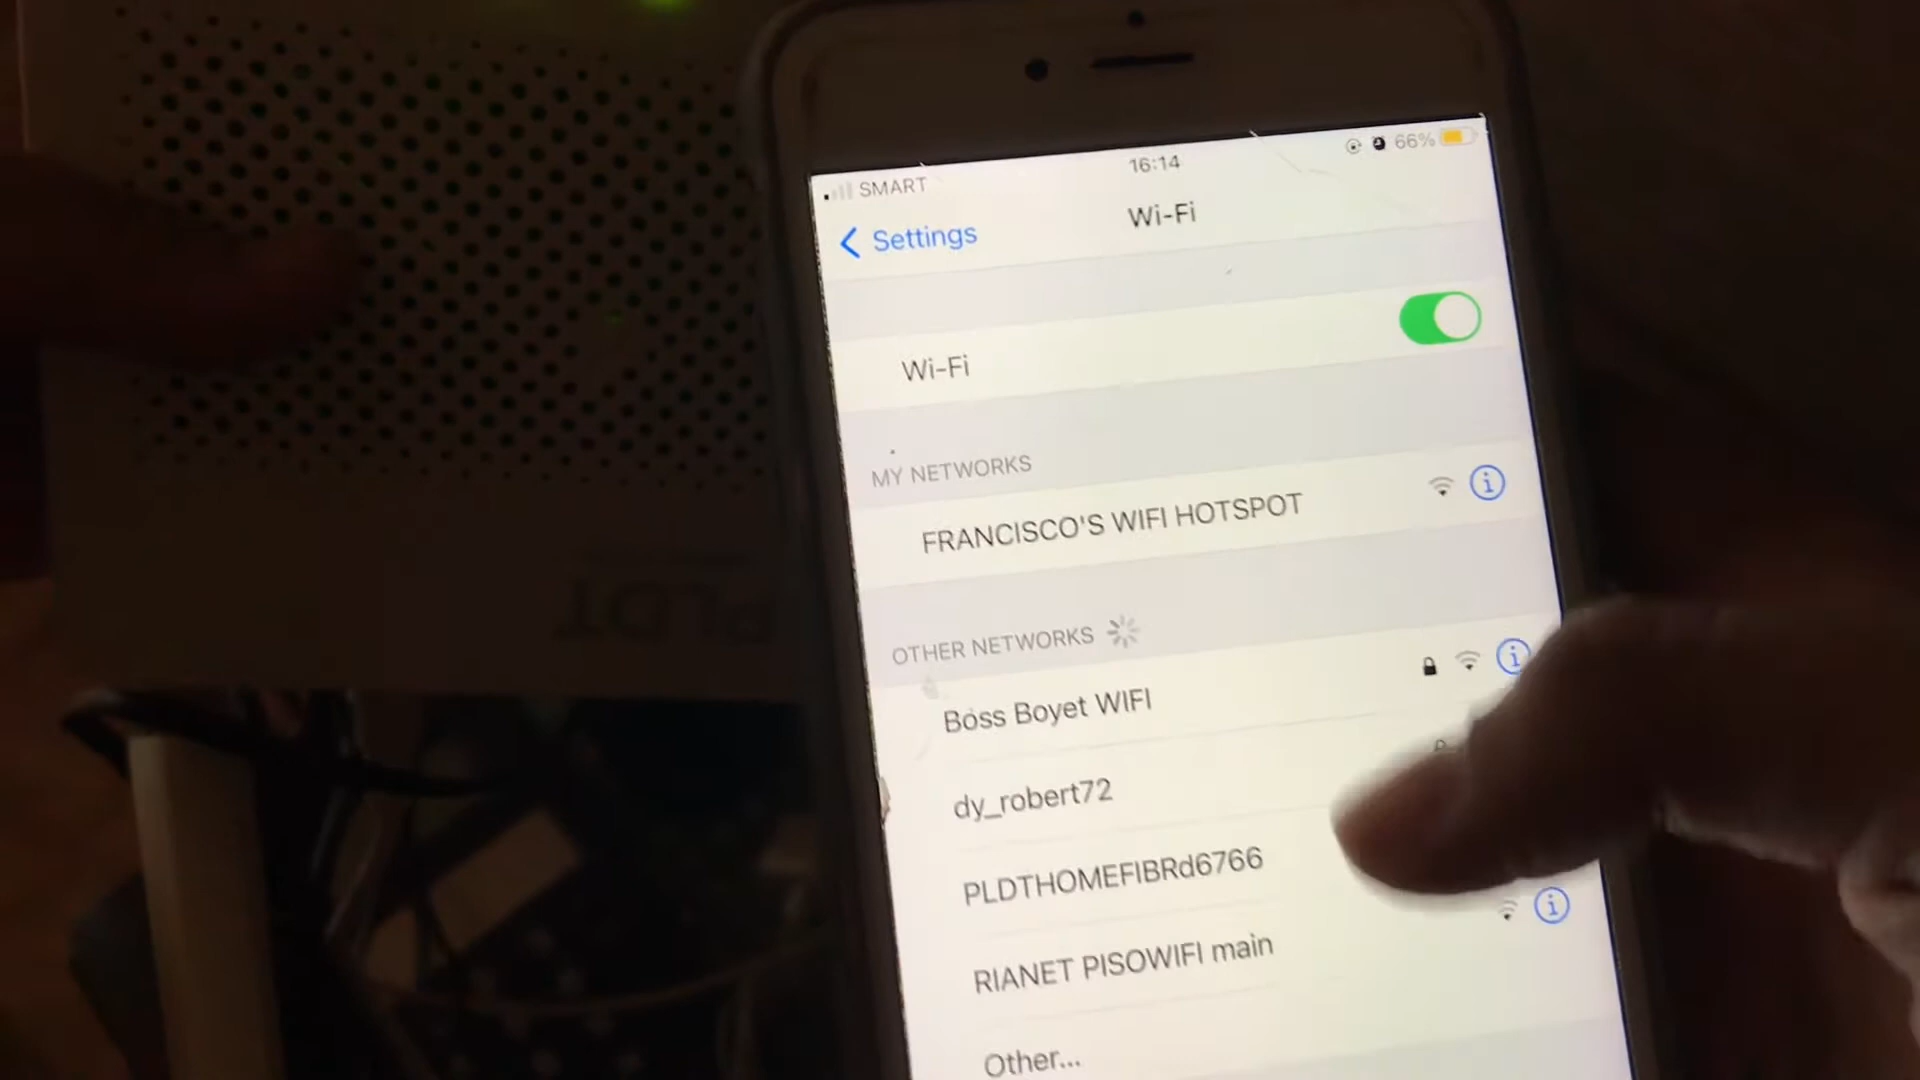 SMART
16:14
66%
Settings
Wi-Fi
Wi-Fi
MY NETWORKS
FRANCISCO'S WIFI HOTSPOT
OTHER NETWORKS
Boss Boyet WIFI
dy_robert72
PLDTHOMEFIBRd6766
RIANET PISOWIFI main
Other...
PLDT